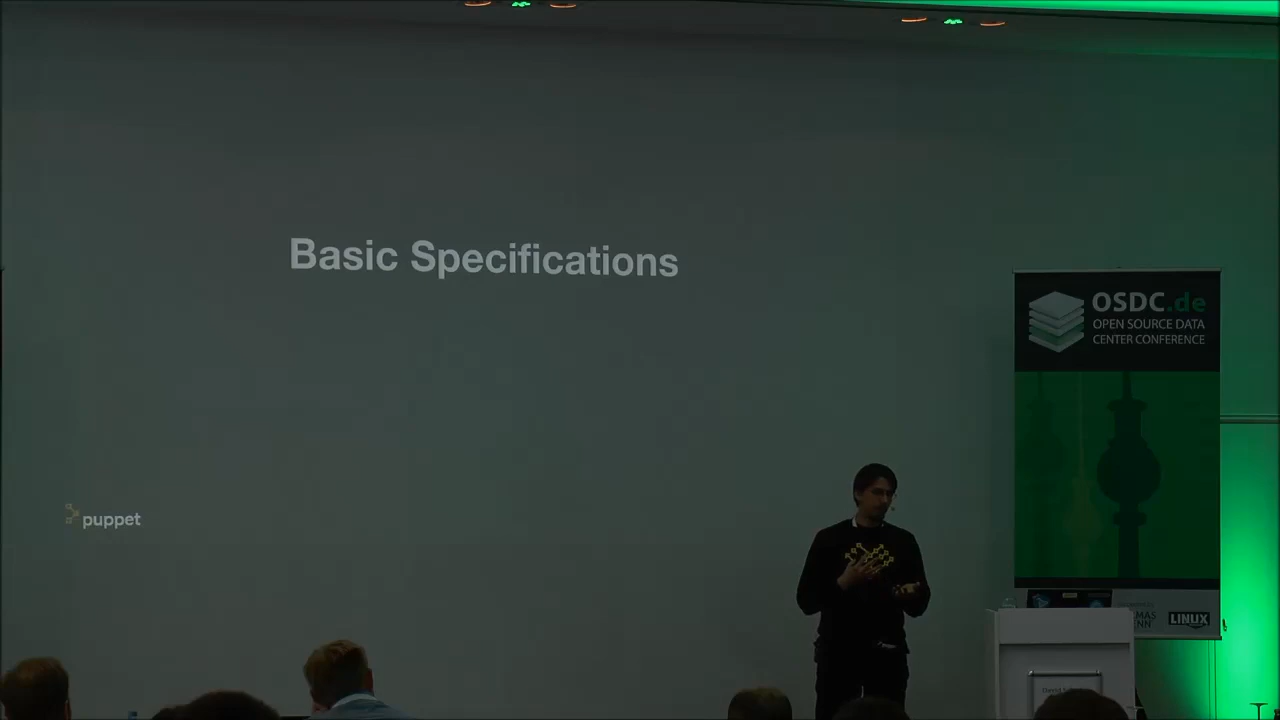 Basic Specifications
OSDC.de
OPEN SOURCE DATA
CENTER CONFERENCE
puppet
LINUX